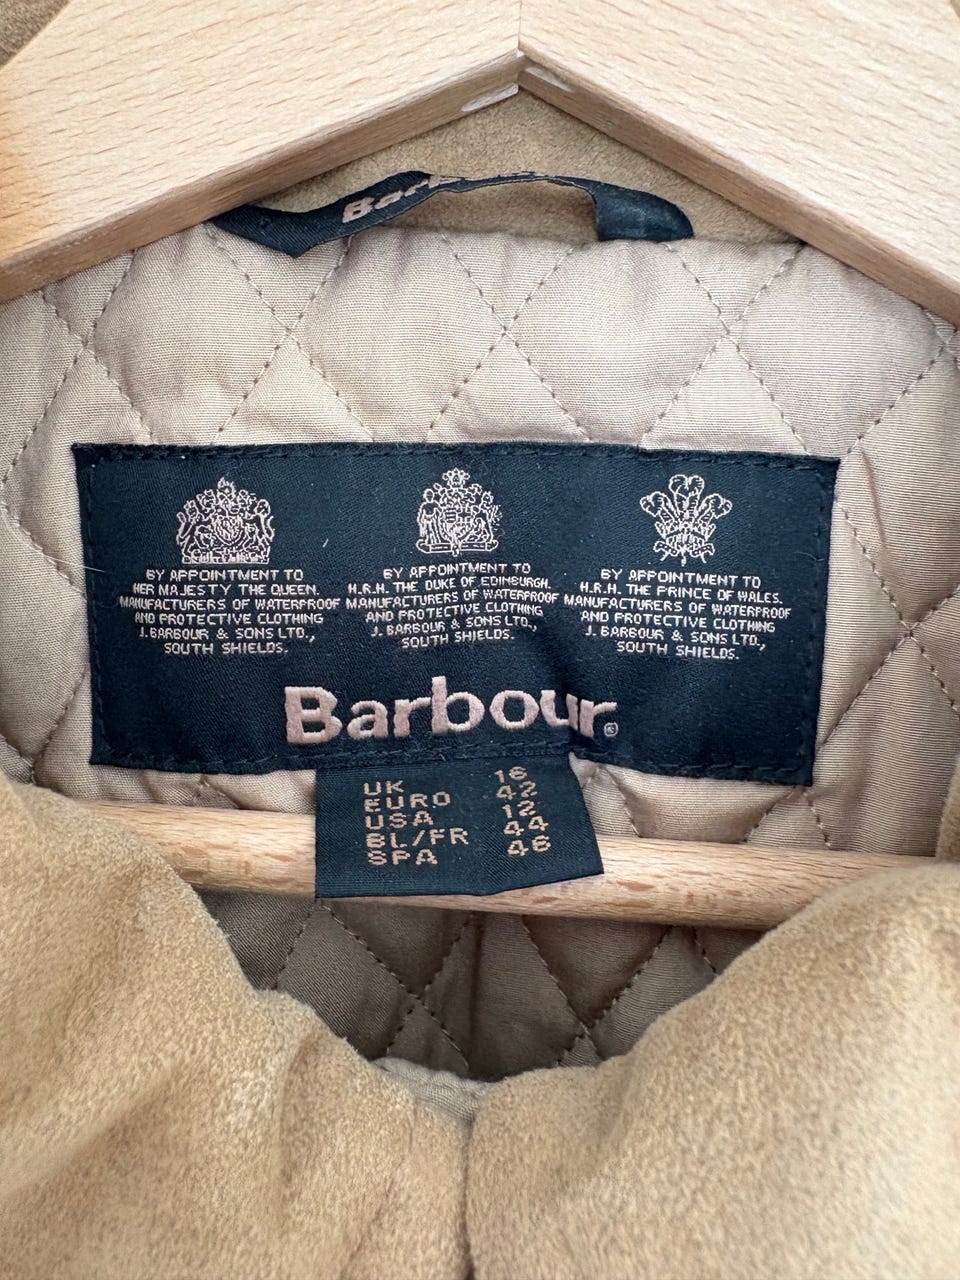 Barbour
BY APPOINTMENT TO
HER MAJESTY THE QUEEN.
MANUFACTURERS OF WATERPROOF
AND PROTECTIVE CLOTHING
J. BARBOUR & SONS LTD.,
SOUTH SHIELDS.
BY APPOINTMENT TO
H.R.H. THE DUKE OF EDINBURGH.
MANUFACTURERS OF WATERPROOF
AND PROTECTIVE CLOTHING
J. BARBOUR & SONS LTD.,
SOUTH SHIELDS.
BY APPOINTMENT TO
H.R.H. THE PRINCE OF WALES.
MANUFACTURERS OF WATERPROOF
AND PROTECTIVE CLOTHING
J. BARBOUR & SONS LTD.,
SOUTH SHIELDS.
Barbour®
UK 16
EURO 42
USA 12
BL/FR 44
SPA 46